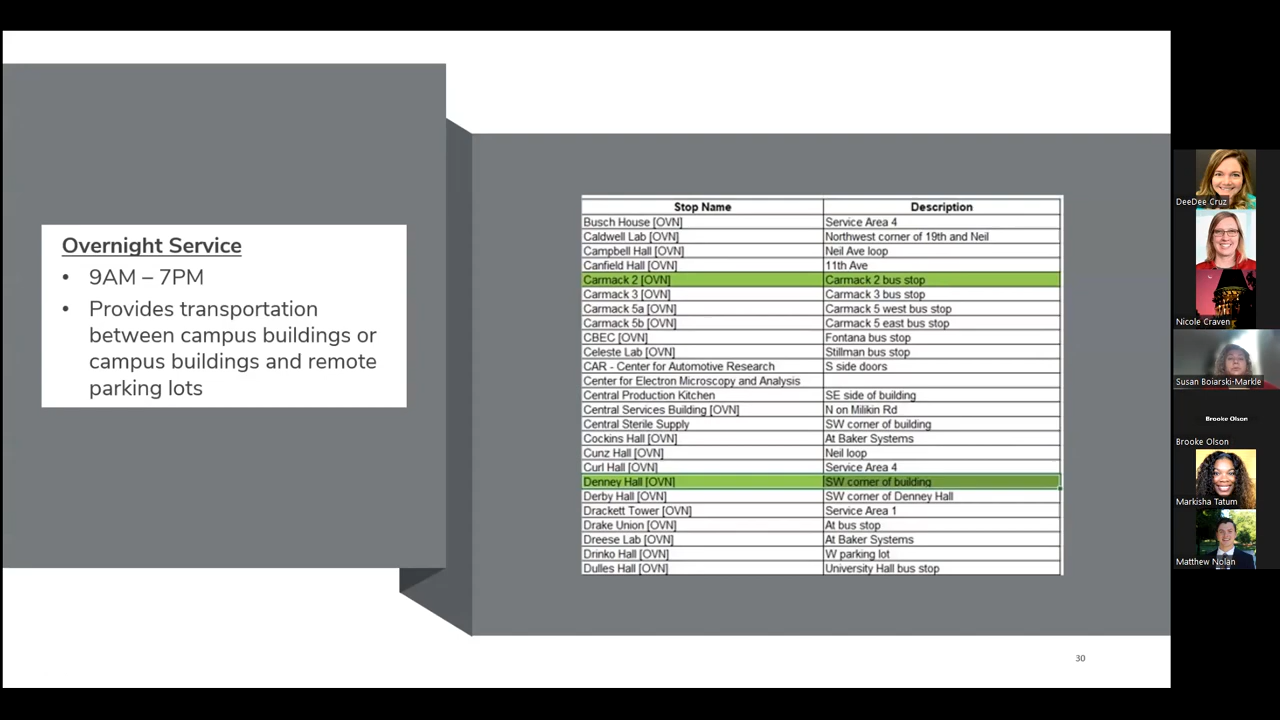 Overnight Service
• 9AM – 7PM
• Provides transportation
between campus buildings or
campus buildings and remote
parking lots
Stop Name Description
Busch House [OVN] Service Area 4
Caldwell Lab [OVN] Northwest corner of 19th and Neil
Campbell Hall [OVN] Neil Ave loop
Canfield Hall [OVN] 11th Ave
Carmack 2 [OVN] Carmack 2 bus stop
Carmack 3 [OVN] Carmack 3 bus stop
Carmack 5a [OVN] Carmack 5 west bus stop
Carmack 5b [OVN] Carmack 5 east bus stop
CBEC [OVN] Fontana bus stop
Celeste Lab [OVN] Stillman bus stop
CAR - Center for Automotive Research S side doors
Center for Electron Microscopy and Analysis
Central Production Kitchen SE side of building
Central Services Building [OVN] N on Milikin Rd
Central Sterile Supply SW corner of building
Cockins Hall [OVN] At Baker Systems
Cunz Hall [OVN] Neil loop
Curl Hall [OVN] Service Area 4
Denney Hall [OVN] SW corner of building
Derby Hall [OVN] SW corner of Denney Hall
Drackett Tower [OVN] Service Area 1
Drake Union [OVN] At bus stop
Dreese Lab [OVN] At Baker Systems
Drinko Hall [OVN] W parking lot
Dulles Hall [OVN] University Hall bus stop
30
DeeDee Cruz
Nicole Craven
Susan Boiarski-Markle
Brooke Olson
Brooke Olson
Markisha Tatum
Matthew Nolan